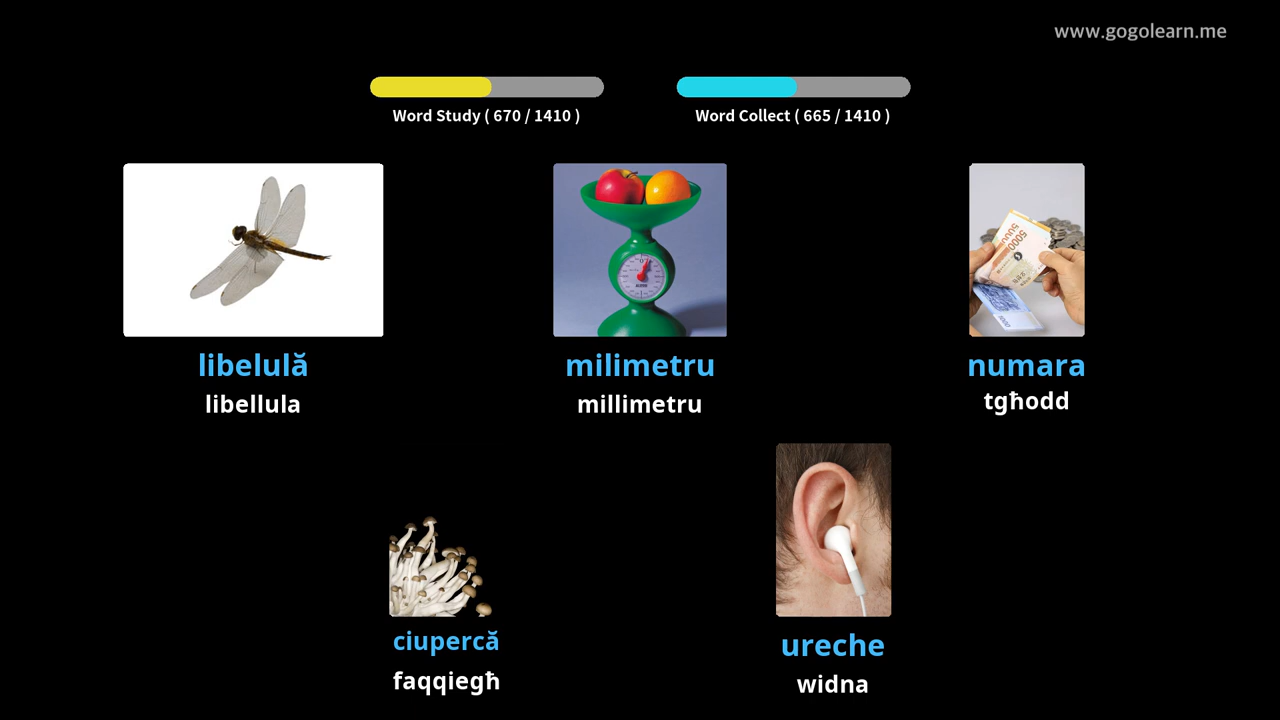 www.gogolearn.me
Word Study ( 670 / 1410 )
Word Collect ( 665 / 1410 )
libelulă
libellula
milimetru
millimetru
numara
tgħodd
ciupercă
faqqiegħ
ureche
widna